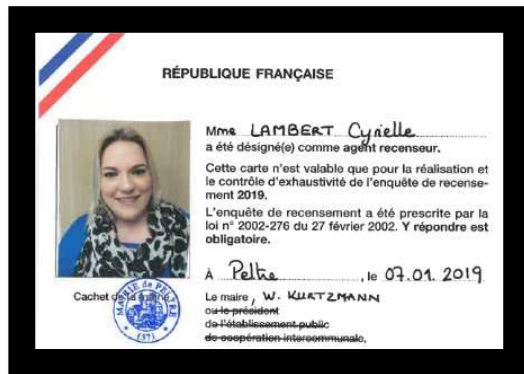 RÉPUBLIQUE FRANÇAISE
Mme LAMBERT Cyrielle
a été désigné(e) comme agent recenseur.
Cette carte n'est valable que pour la réalisation et
le contrôle d'exhaustivité de l'enquête de recense-
ment 2019.
L'enquête de recensement a été prescrite par la
loi n° 2002-276 du 27 février 2002. Y répondre est
obligatoire.
À Peltre, le 07.01.2019
Cachet de la mairie
MAIRIE de PELTRE
(57)
Le maire, W. KURTZMANN
ou le président
de l'établissement public
de coopération intercommunale,